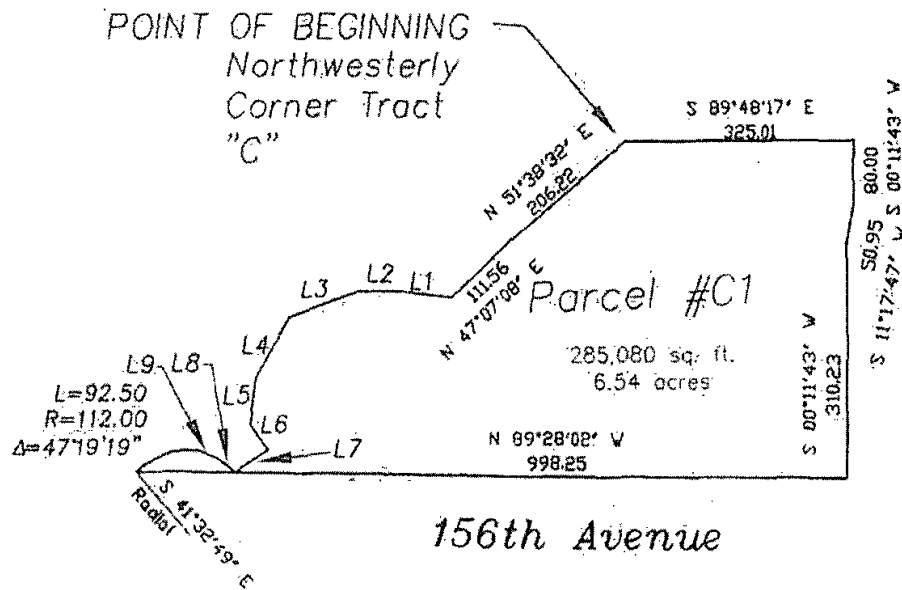 POINT OF BEGINNING
Northwesterly
Corner Tract
"C"
S 89°48'17" E
325.01
S 00°11'43" W
80.00
S 11°17'47" W
50.95
N 51°38'32" E
206.22
111.56
N 47°07'08" E
Parcel #C1
285,080 sq. ft.
6.54 acres
S 00°11'43" W
310.23
L1
L2
L3
L4
L5
L6
L7
L8
L9
L=92.50
R=112.00
Δ=47°19'19"
N 89°28'02" W
998.25
S 41°32'49" E
Radial
156th Avenue